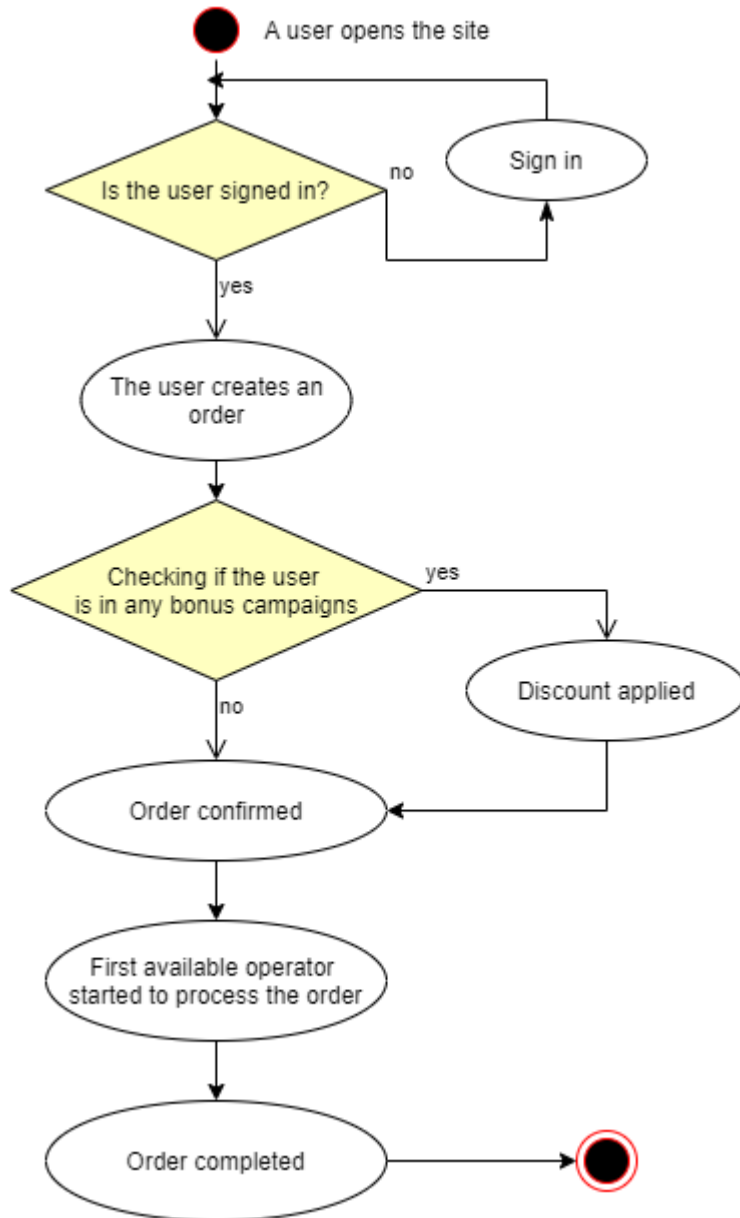 A user opens the site
Sign in
Is the user signed in?
no
yes
The user creates an
order
Checking if the user
is in any bonus campaigns
yes
Discount applied
no
Order confirmed
First available operator
started to process the order
Order completed